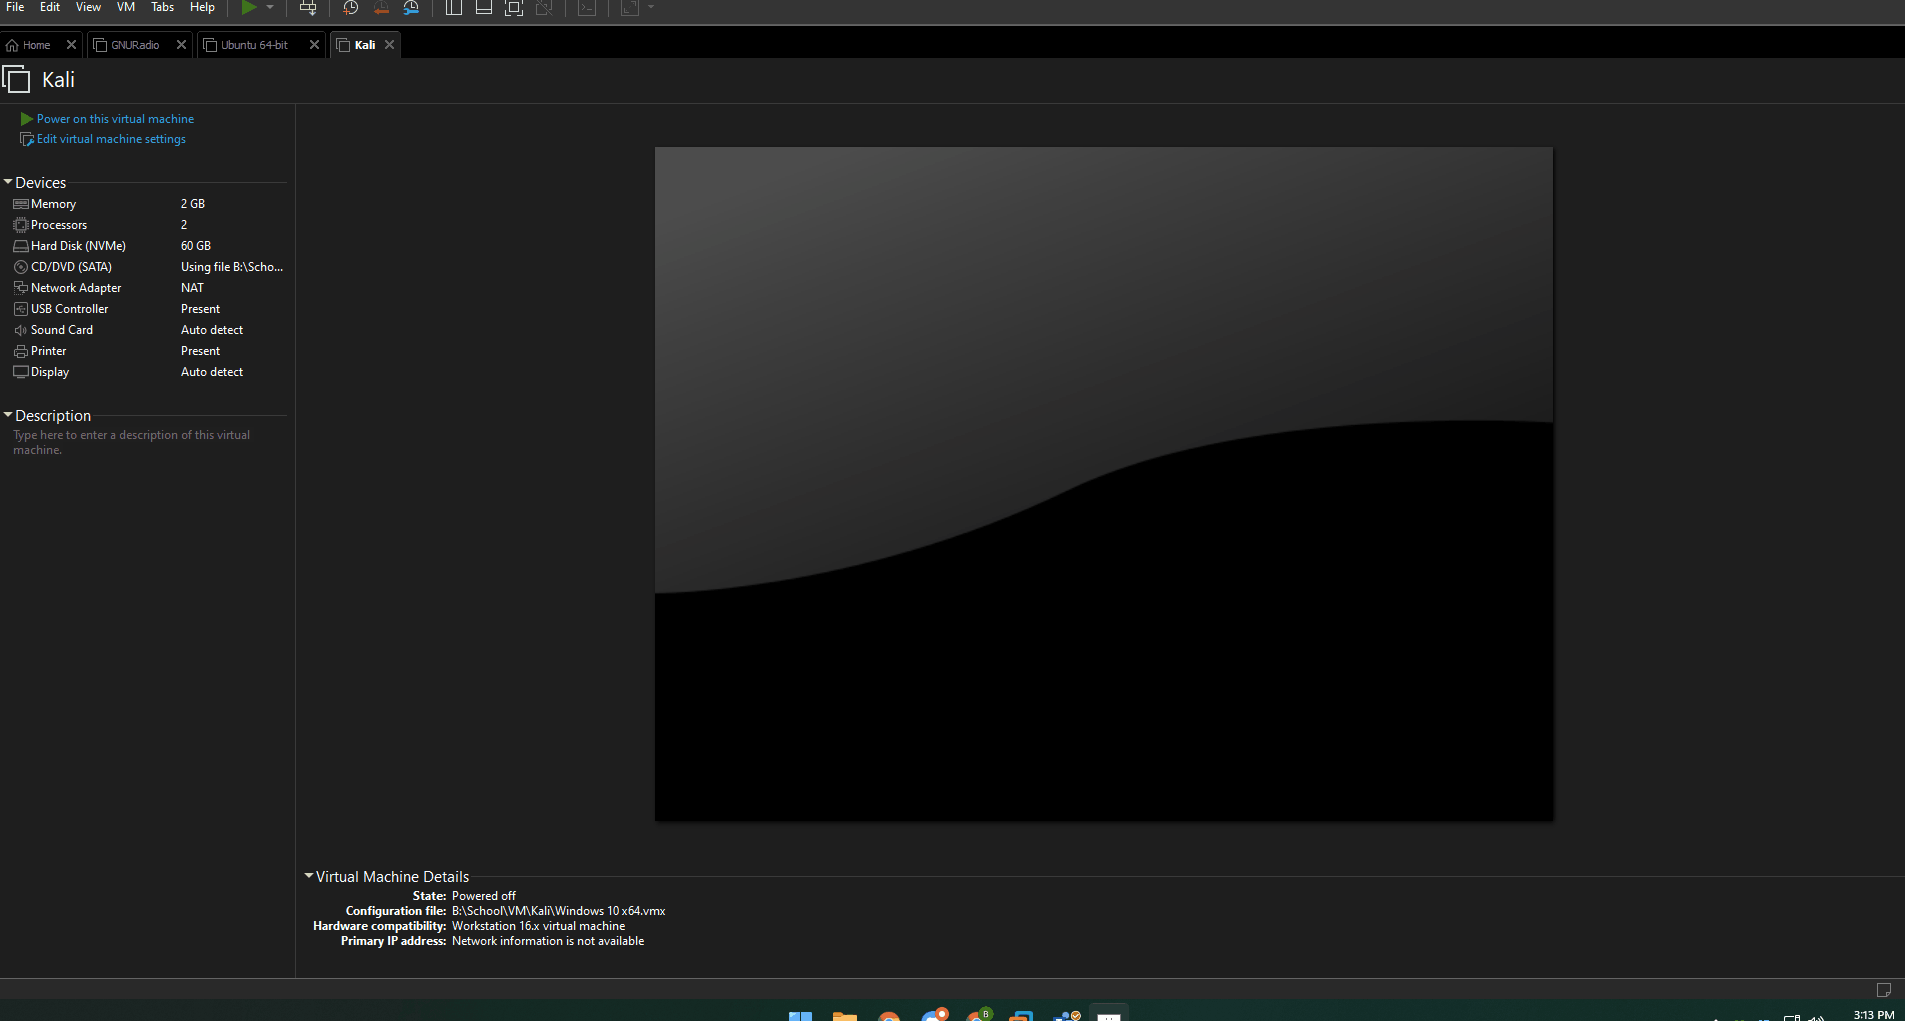 File Edit View VM Tabs Help
Home GNURadio Ubuntu 64-bit Kali
Kali
Power on this virtual machine
Edit virtual machine settings
Devices
Memory 2 GB
Processors 2
Hard Disk (NVMe) 60 GB
CD/DVD (SATA) Using file B:\Scho...
Network Adapter NAT
USB Controller Present
Sound Card Auto detect
Printer Present
Display Auto detect
Description
Type here to enter a description of this virtual
machine.
Virtual Machine Details
State: Powered off
Configuration file: B:\School\VM\Kali\Windows 10 x64.vmx
Hardware compatibility: Workstation 16.x virtual machine
Primary IP address: Network information is not available
B
3:13 PM